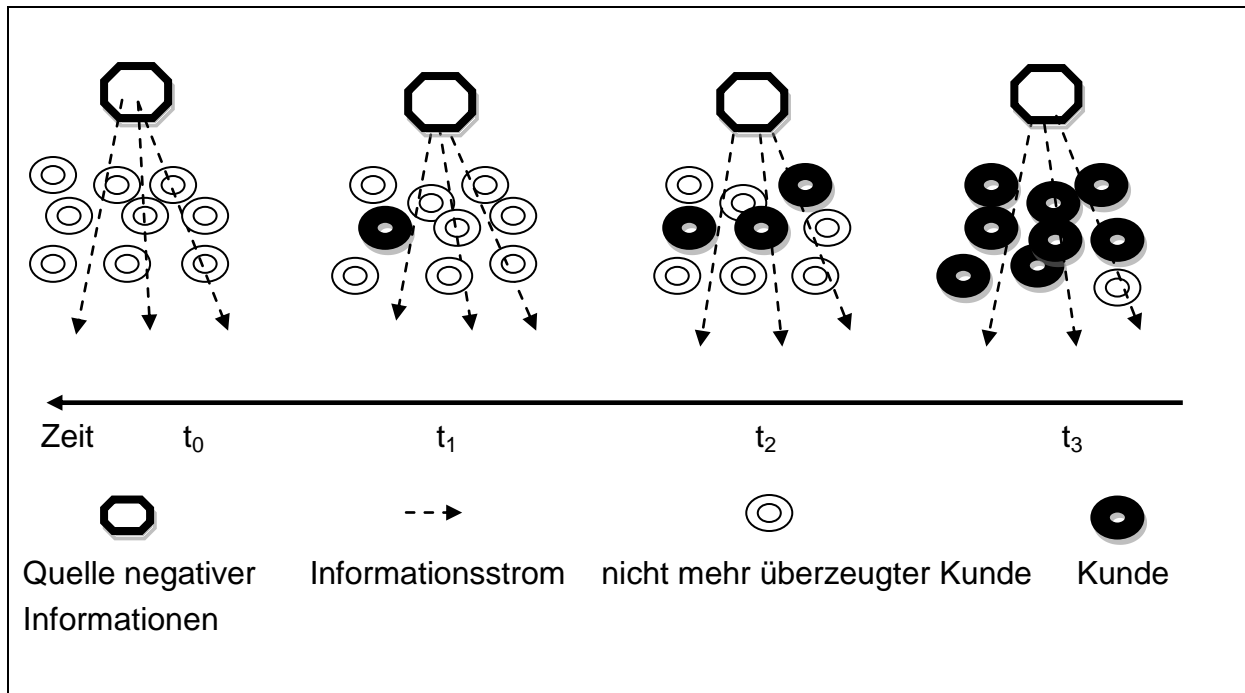 Zeit t₀ t₁ t₂ t₃
Quelle negativer Informationsstrom nicht mehr überzeugter Kunde Kunde
Informationen